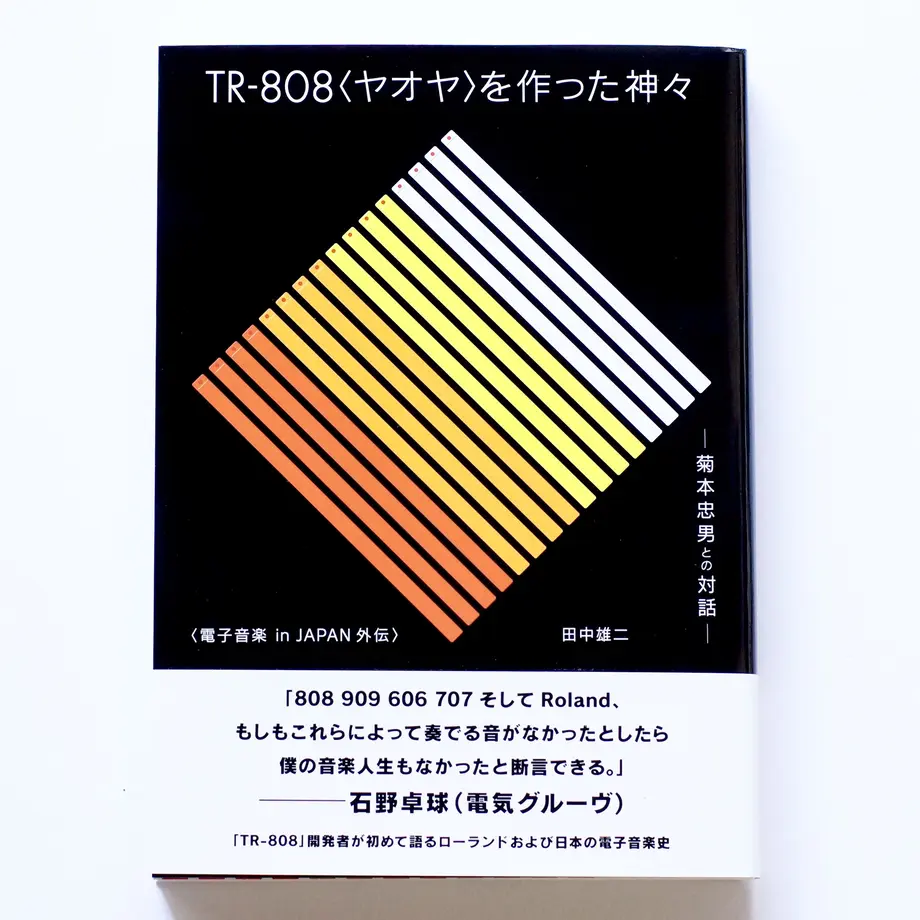 TR-808〈ヤオヤ〉を作った神々
―菊本忠男との対話―
〈電子音楽 in JAPAN 外伝〉
田中雄二
「808 909 606 707 そして Roland、
もしもこれらによって奏でる音がなかったとしたら
僕の音楽人生もなかったと断言できる。」
―――石野卓球（電気グルーヴ）
「TR-808」開発者が初めて語るローランドおよび日本の電子音楽史